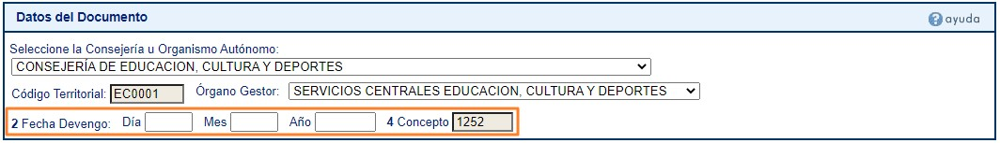 Datos del Documento
ayuda
Seleccione la Consejería u Organismo Autónomo:
CONSEJERÍA DE EDUCACION, CULTURA Y DEPORTES
Código Territorial: EC0001 Órgano Gestor: SERVICIOS CENTRALES EDUCACION, CULTURA Y DEPORTES
2 Fecha Devengo: Día Mes Año 4 Concepto 1252